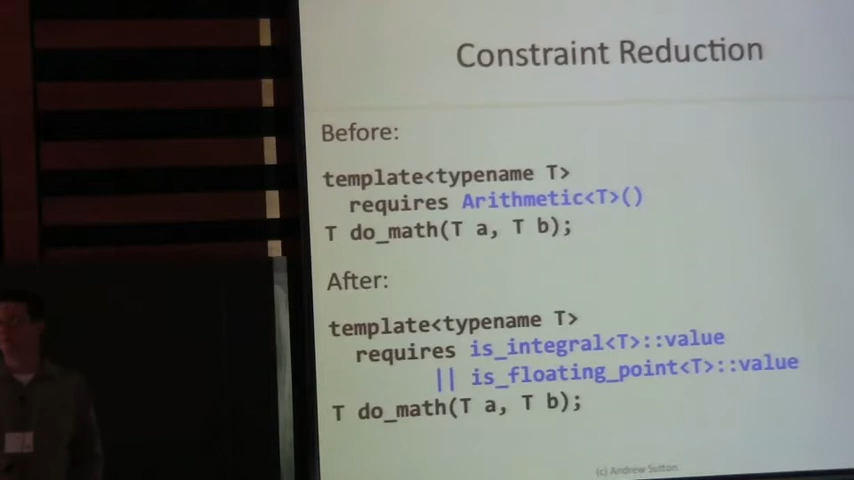 Constraint Reduction
Before:
template<typename T>
requires Arithmetic<T>()
T do_math(T a, T b);
After:
template<typename T>
requires is_integral<T>::value
|| is_floating_point<T>::value
T do_math(T a, T b);
(c) Andrew Sutton